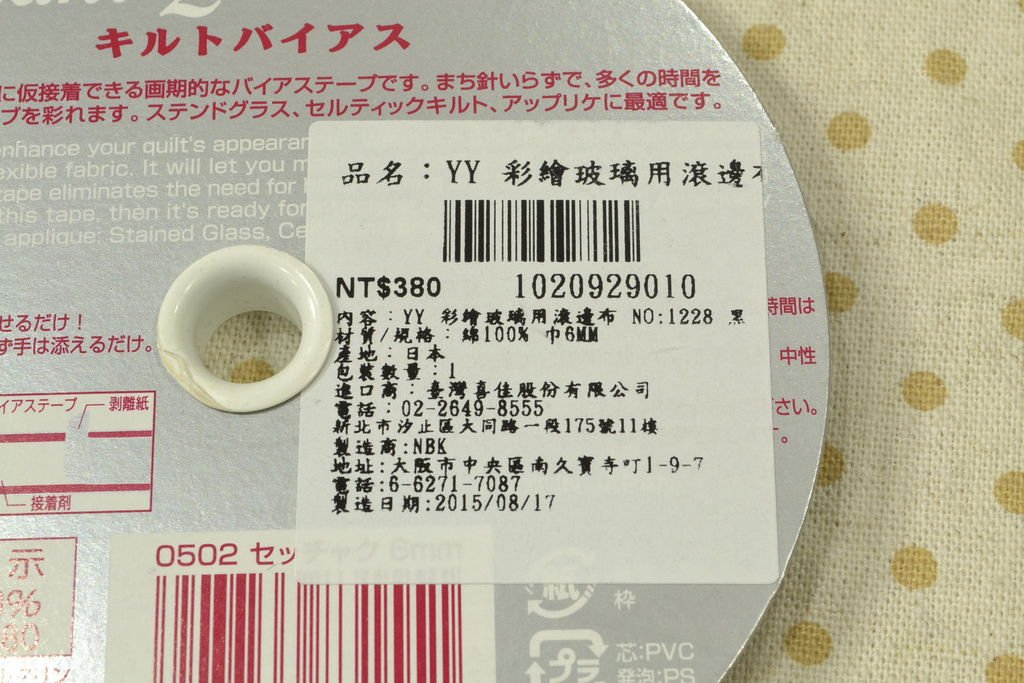 キルトバイアス
に仮接着できる画期的なバイアステープです。まち針いらずで、多くの時間を
ブを彩れます。ステンドグラス、セルティックキルト、アップリケに最適です。
enhance your quilt's
exible fabric. It will let you
tape eliminates the need for
this tape, then it's ready for
applique: Stained Glass,
品名：YY 彩繪玻璃用滾邊
NT$380 1020929010
內容：YY 彩繪玻璃用滾邊布 NO:1228 黑
材質/規格：綿100% 巾6MM
產地：日本
包裝數量：1
進口商：臺灣喜佳股份有限公司
電話：02-2649-8555
新北市汐止區大同路一段175號11樓
製造商:NBK
地址:大阪市中央區南久寶寺町1-9-7
電話:6-6271-7087
製造日期:2015/08/17
時間は
中性
さい。
せるだけ！
ず手は添えるだけ。
イアステープ 剥離紙
接着剤
示
0502 セッチャク 6mm
紙
枠
プラ
芯:PVC
発泡:PS